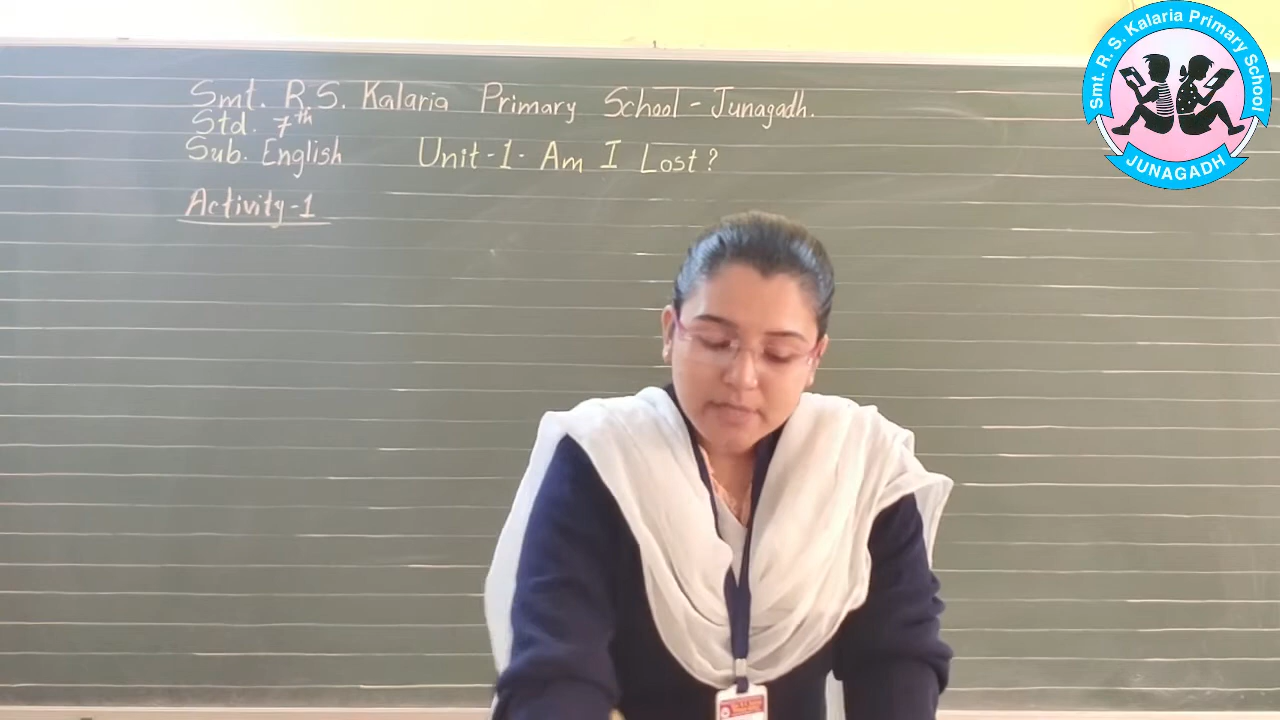 Smt. R.S. Kalaria Primary School - Junagadh.
Std. 7th
Sub. English Unit-1- Am I Lost?
Activity-1
Smt. R. S. Kalaria Primary School
JUNAGADH